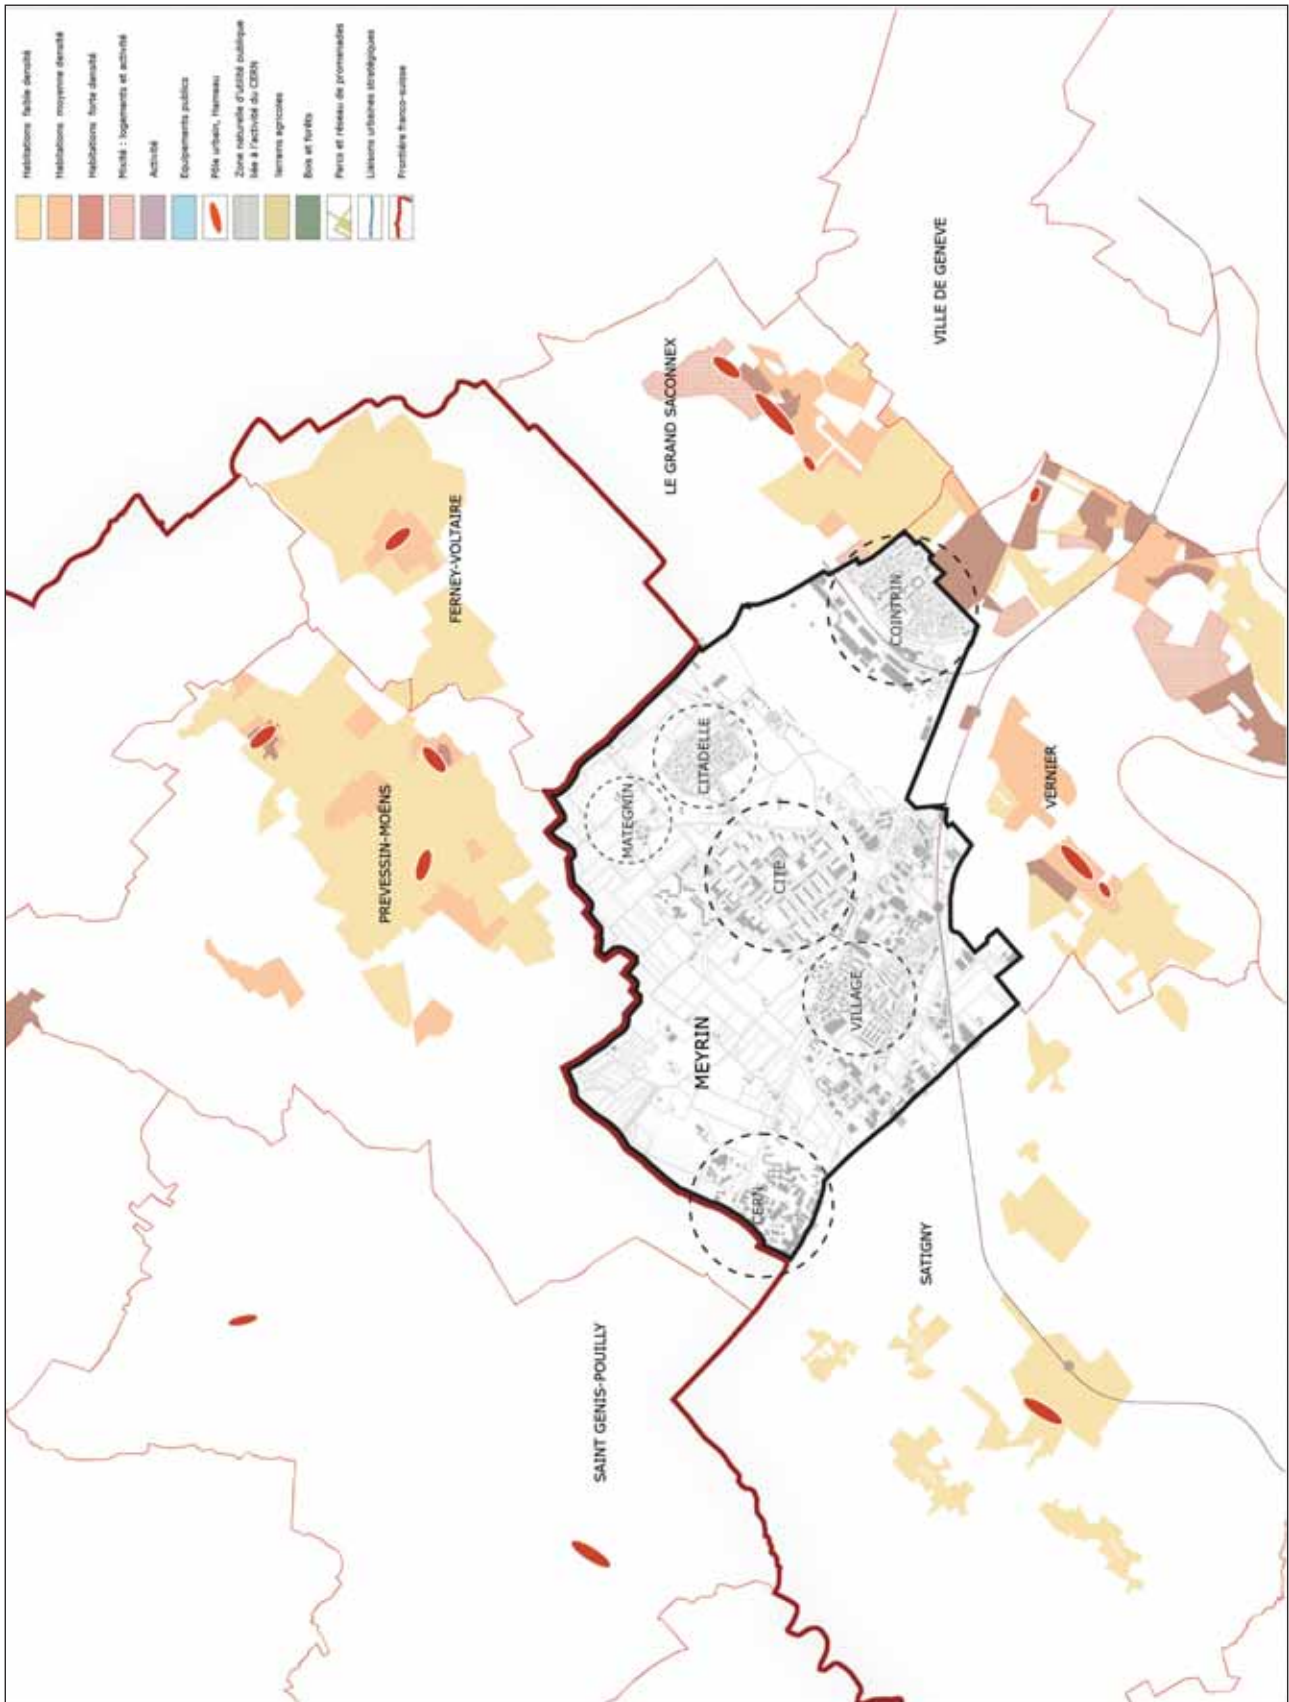 Habitations faible densité
Habitations moyenne densité
Habitations forte densité
Mixité : logements et activité
Activité
Equipements publics
Pôle urbain, Hameau
Zone naturelle d'utilité publique
liée à l'activité du CERN
terrains agricoles
Bois et forêts
Parcs et réseau de promenades
Liaisons urbaines stratégiques
Frontière franco-suisse
VILLE DE GENEVE
LE GRAND SACONNEX
FERNEY-VOLTAIRE
PREVESSIN-MOËNS
COINTRIN
CITADELLE
MATEGNIN
CITE
VERNIER
VILLAGE
MEYRIN
CERN
SATIGNY
SAINT GENIS-POUILLY